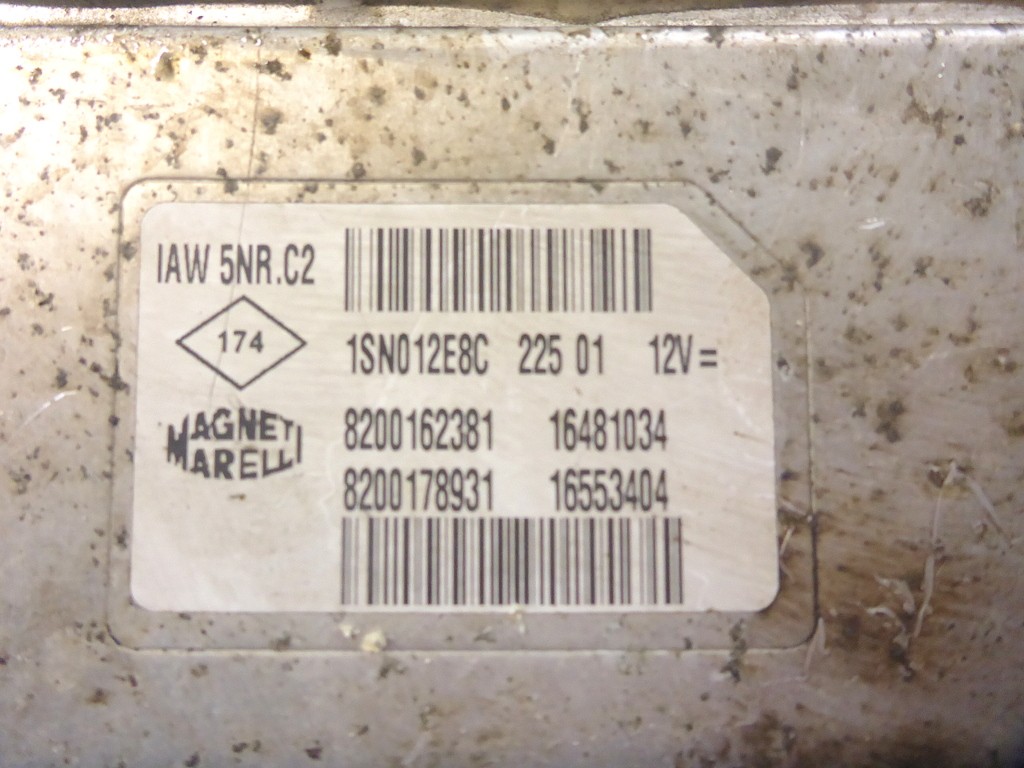 IAW 5NR.C2
174
1SN012E8C 225 01 12V=
MAGNETI
MARELLI
8200162381 16481034
8200178931 16553404